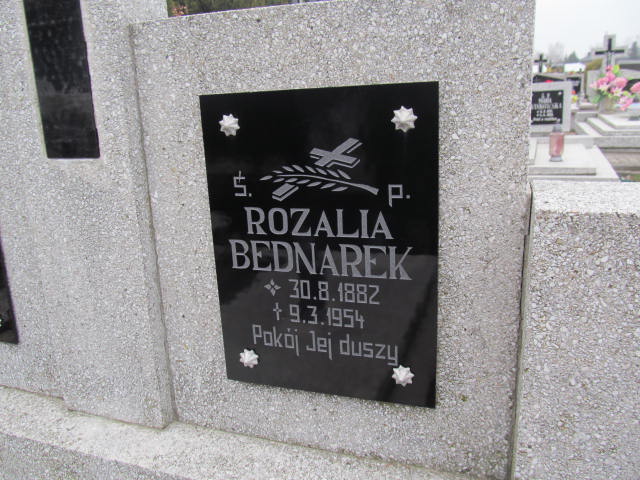 Ś. P.
ROZALIA
BEDNAREK
30.8.1882
† 9.3.1954
Pokój Jej duszy